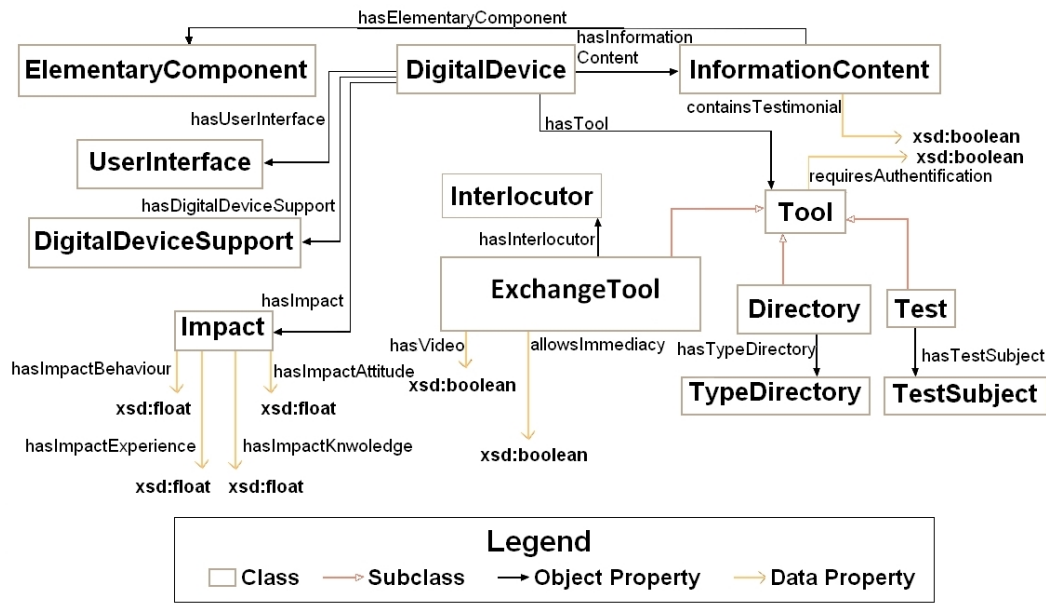 hasElementaryComponent
hasInformation
Content
ElementaryComponent
DigitalDevice
InformationContent
containsTestimonial
hasUserInterface
hasTool
xsd:boolean
xsd:boolean
UserInterface
requiresAuthentification
Interlocutor
Tool
hasDigitalDeviceSupport
DigitalDeviceSupport
hasInterlocutor
ExchangeTool
Directory
Test
hasImpact
Impact
hasVideo
allowsImmediacy
hasTypeDirectory
hasTestSubject
hasImpactBehaviour
hasImpactAttitude
xsd:boolean
TypeDirectory
TestSubject
xsd:float
xsd:float
hasImpactExperience
hasImpactKnwoledge
xsd:boolean
xsd:float
xsd:float
Legend
Class
Subclass
Object Property
Data Property